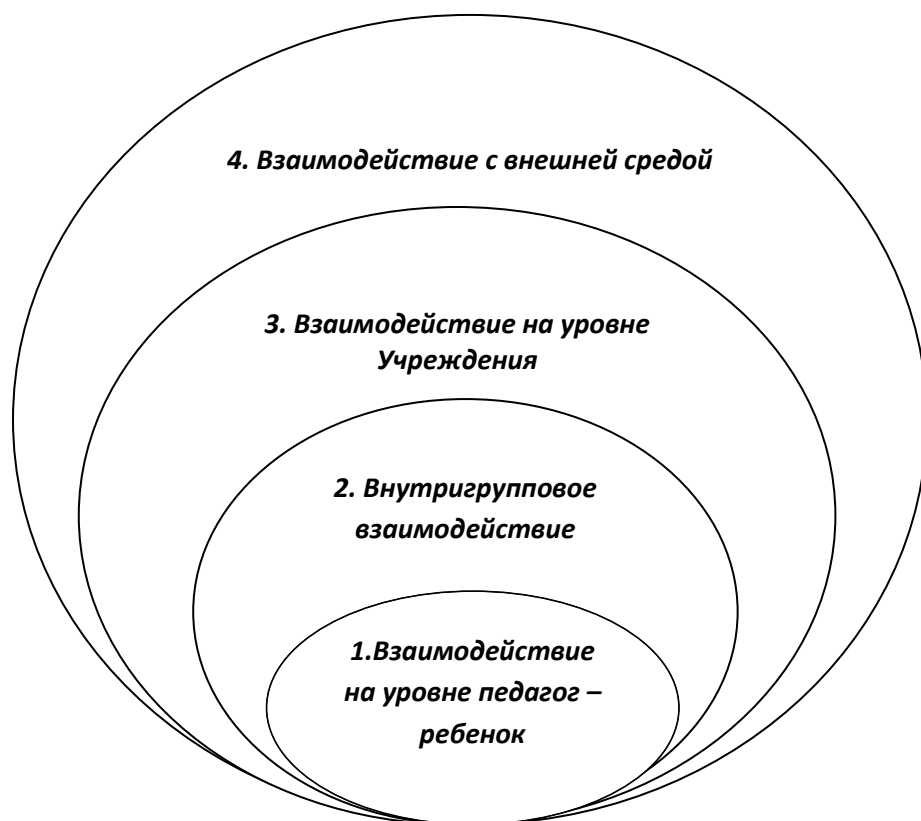 4. Взаимодействие с внешней средой
3. Взаимодействие на уровне
Учреждения
2. Внутригрупповое
взаимодействие
1.Взаимодействие
на уровне педагог –
ребенок